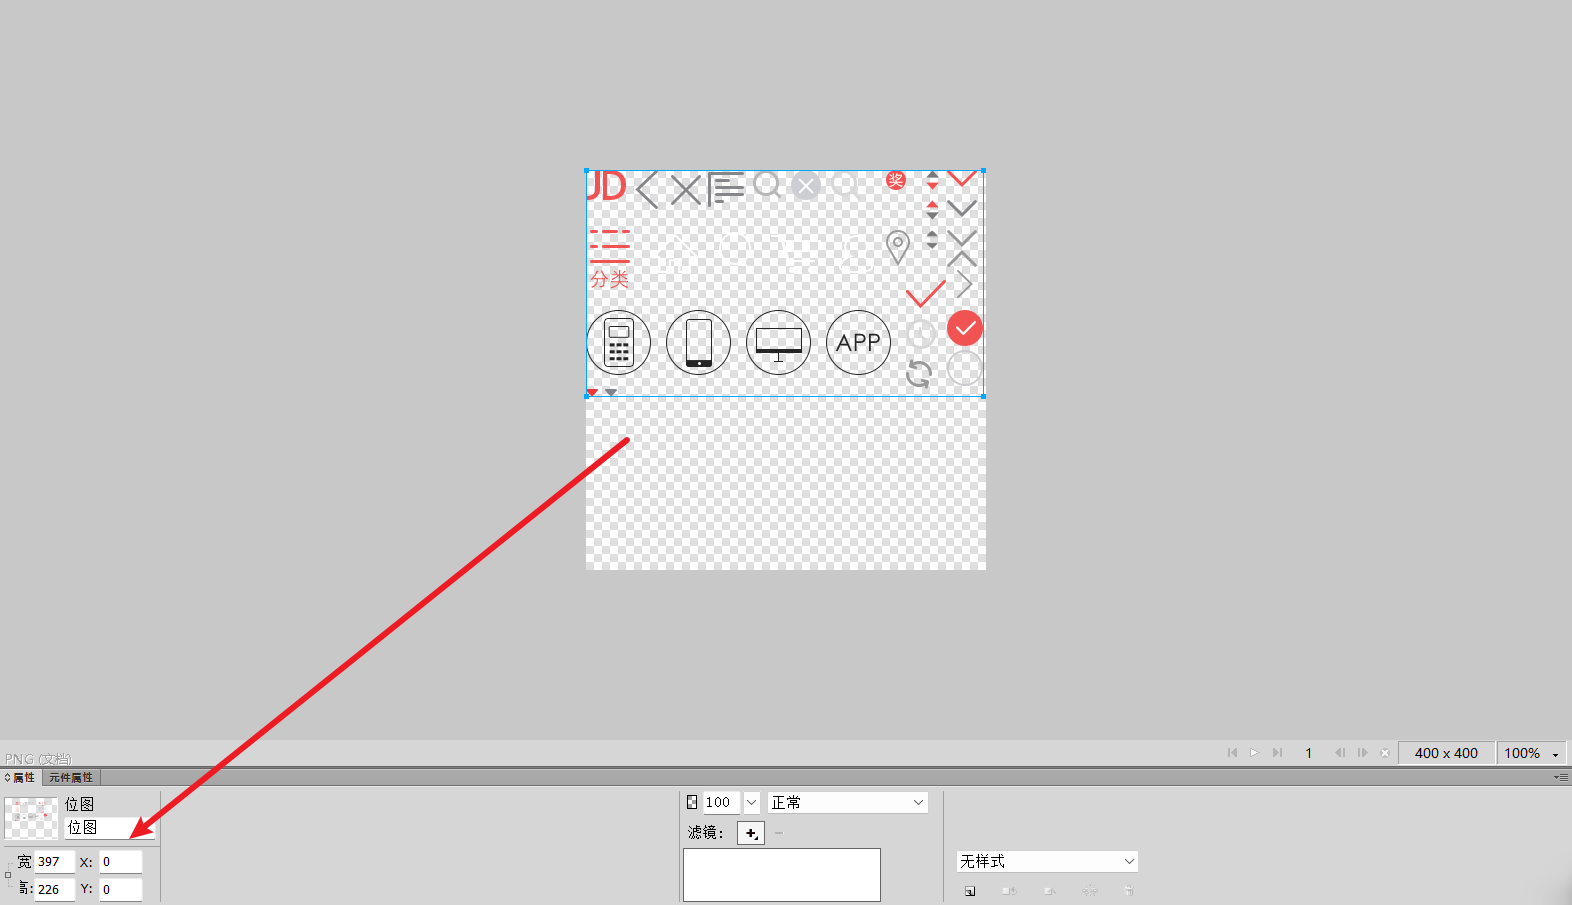 JD
奖
分类
APP
PNG (文档)
1
400 x 400
100%
属性
元件属性
位图
位图
宽 397 X: 0
高: 226 Y: 0
100
正常
滤镜:
无样式